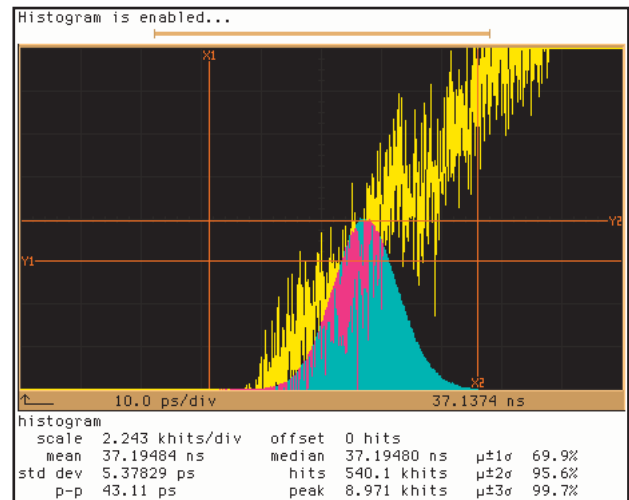 Histogram is enabled...
X1
Y2
Y1
X2
10.0 ps/div 37.1374 ns
histogram
scale 2.243 khits/div offset 0 hits
mean 37.19484 ns median 37.19480 ns µ±1σ 69.9%
std dev 5.37829 ps hits 540.1 khits µ±2σ 95.6%
p-p 43.11 ps peak 8.971 khits µ±3σ 99.7%